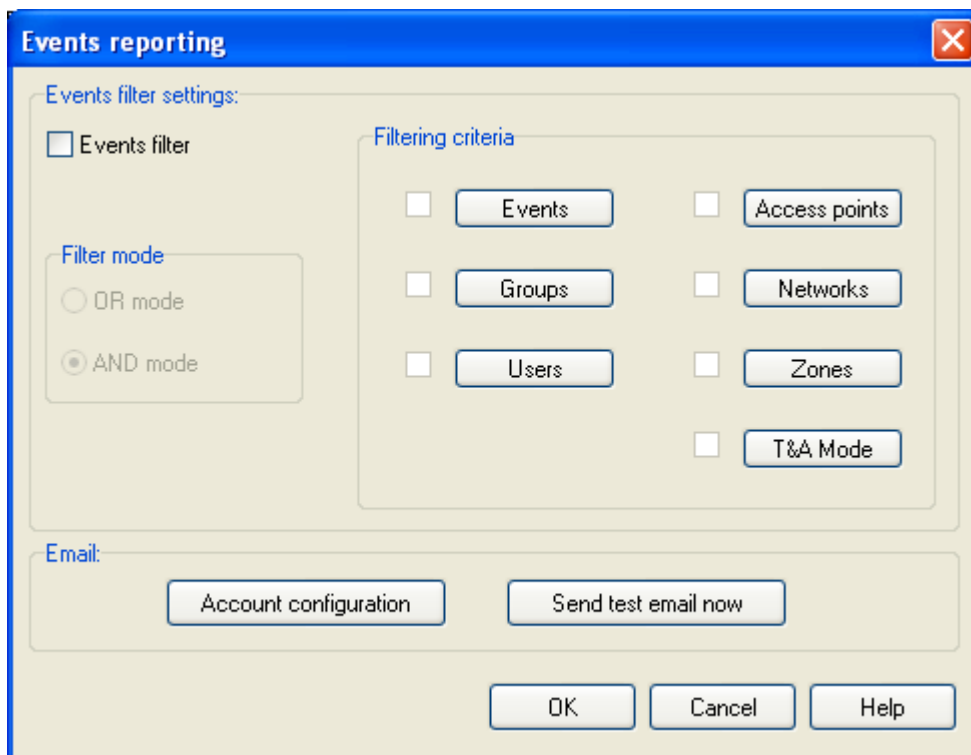 Events reporting
Events filter settings:
Events filter
Filter mode
OR mode
AND mode
Filtering criteria
Events
Access points
Groups
Networks
Users
Zones
T&A Mode
Email:
Account configuration
Send test email now
OK
Cancel
Help